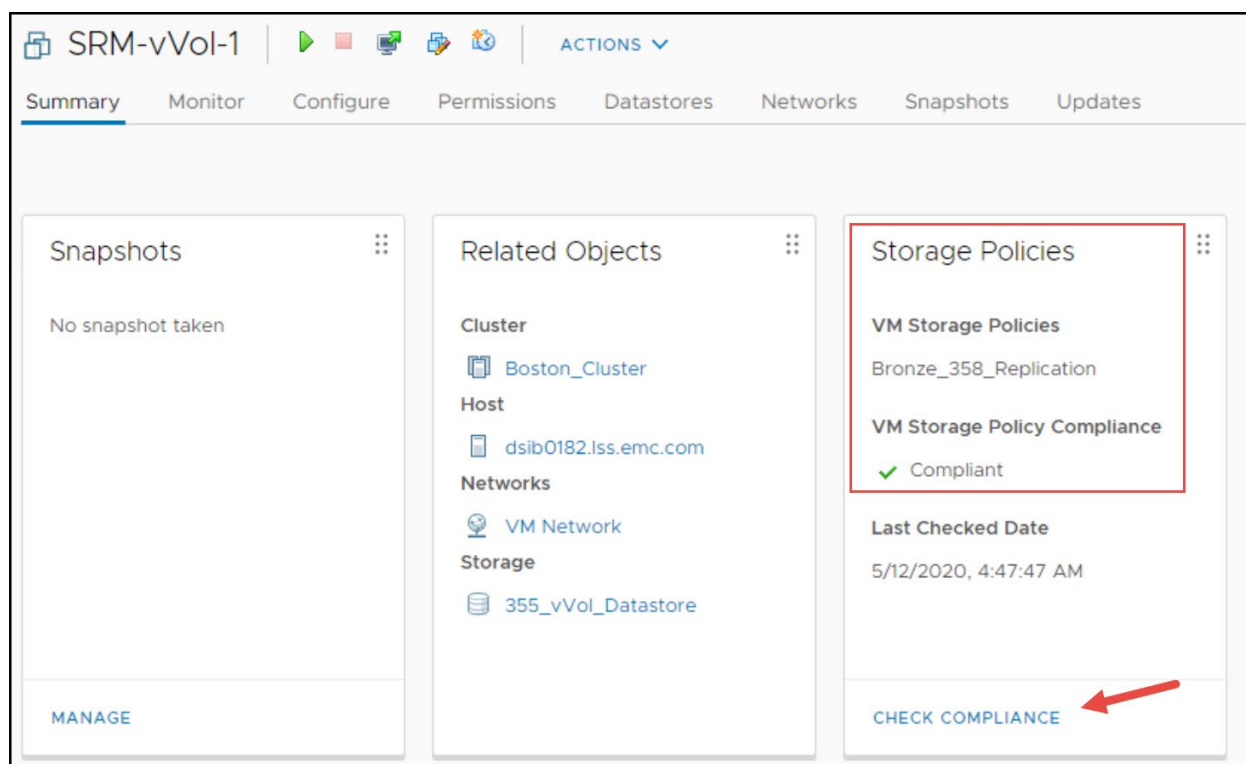 SRM-vVol-1
ACTIONS
Summary Monitor Configure Permissions Datastores Networks Snapshots Updates
Snapshots
No snapshot taken
MANAGE
Related Objects
Cluster
Boston_Cluster
Host
dsib0182.lss.emc.com
Networks
VM Network
Storage
355_vVol_Datastore
Storage Policies
VM Storage Policies
Bronze_358_Replication
VM Storage Policy Compliance
Compliant
Last Checked Date
5/12/2020, 4:47:47 AM
CHECK COMPLIANCE